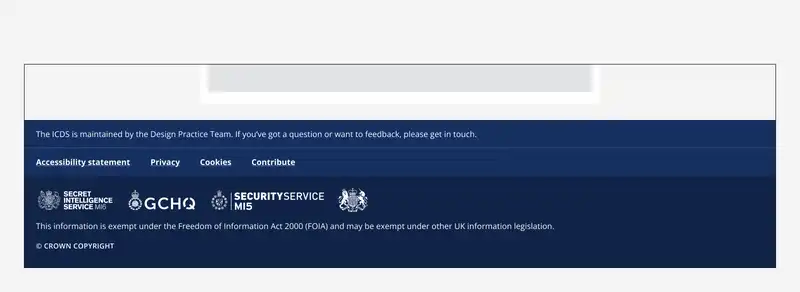 The ICDS is maintained by the Design Practice Team. If you've got a question or want to feedback, please get in touch.
Accessibility statement Privacy Cookies Contribute
SECRET
INTELLIGENCE
SERVICE MI6
GCHQ
SECURITY SERVICE
MI5
This information is exempt under the Freedom of Information Act 2000 (FOIA) and may be exempt under other UK information legislation.
© CROWN COPYRIGHT